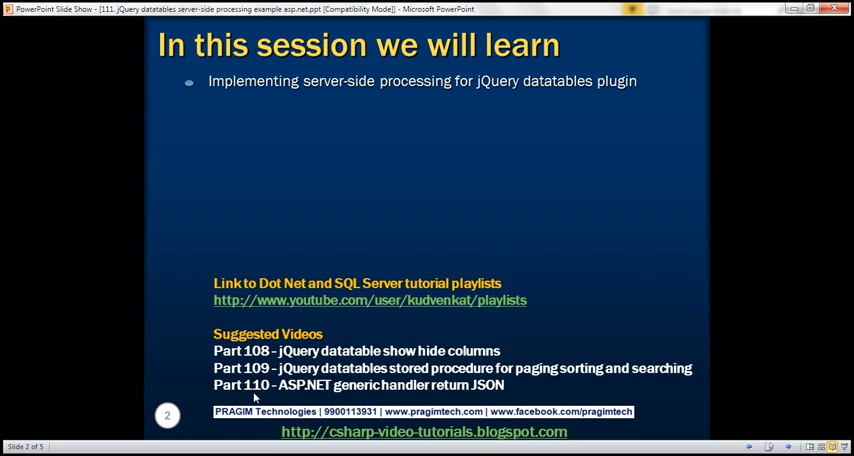 PowerPoint Slide Show - [111. jQuery datatables server-side processing example asp.net.ppt [Compatibility Mode]] - Microsoft PowerPoint
In this session we will learn
Implementing server-side processing for jQuery datatables plugin
Link to Dot Net and SQL Server tutorial playlists
http://www.youtube.com/user/kudvenkat/playlists
Suggested Videos
Part 108 - jQuery datatable show hide columns
Part 109 - jQuery datatables stored procedure for paging sorting and searching
Part 110 - ASP.NET generic handler return JSON
2
PRAGIM Technologies | 9900113931 | www.pragimtech.com | www.facebook.com/pragimtech
http://csharp-video-tutorials.blogspot.com
Slide 2 of 5